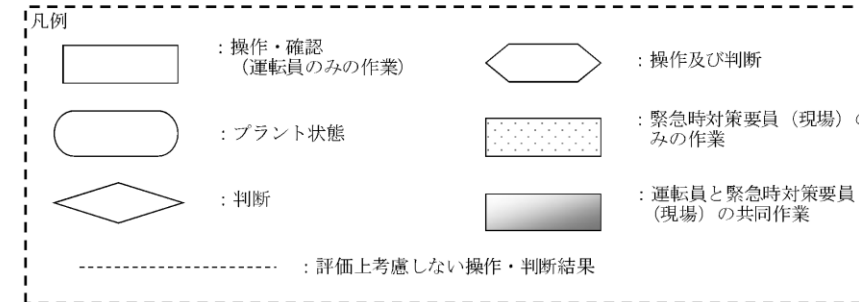 凡例
：操作・確認
（運転員のみの作業）
：操作及び判断
：プラント状態
：緊急時対策要員（現場）の
みの作業
：判断
：運転員と緊急時対策要員
（現場）の共同作業
：評価上考慮しない操作・判断結果